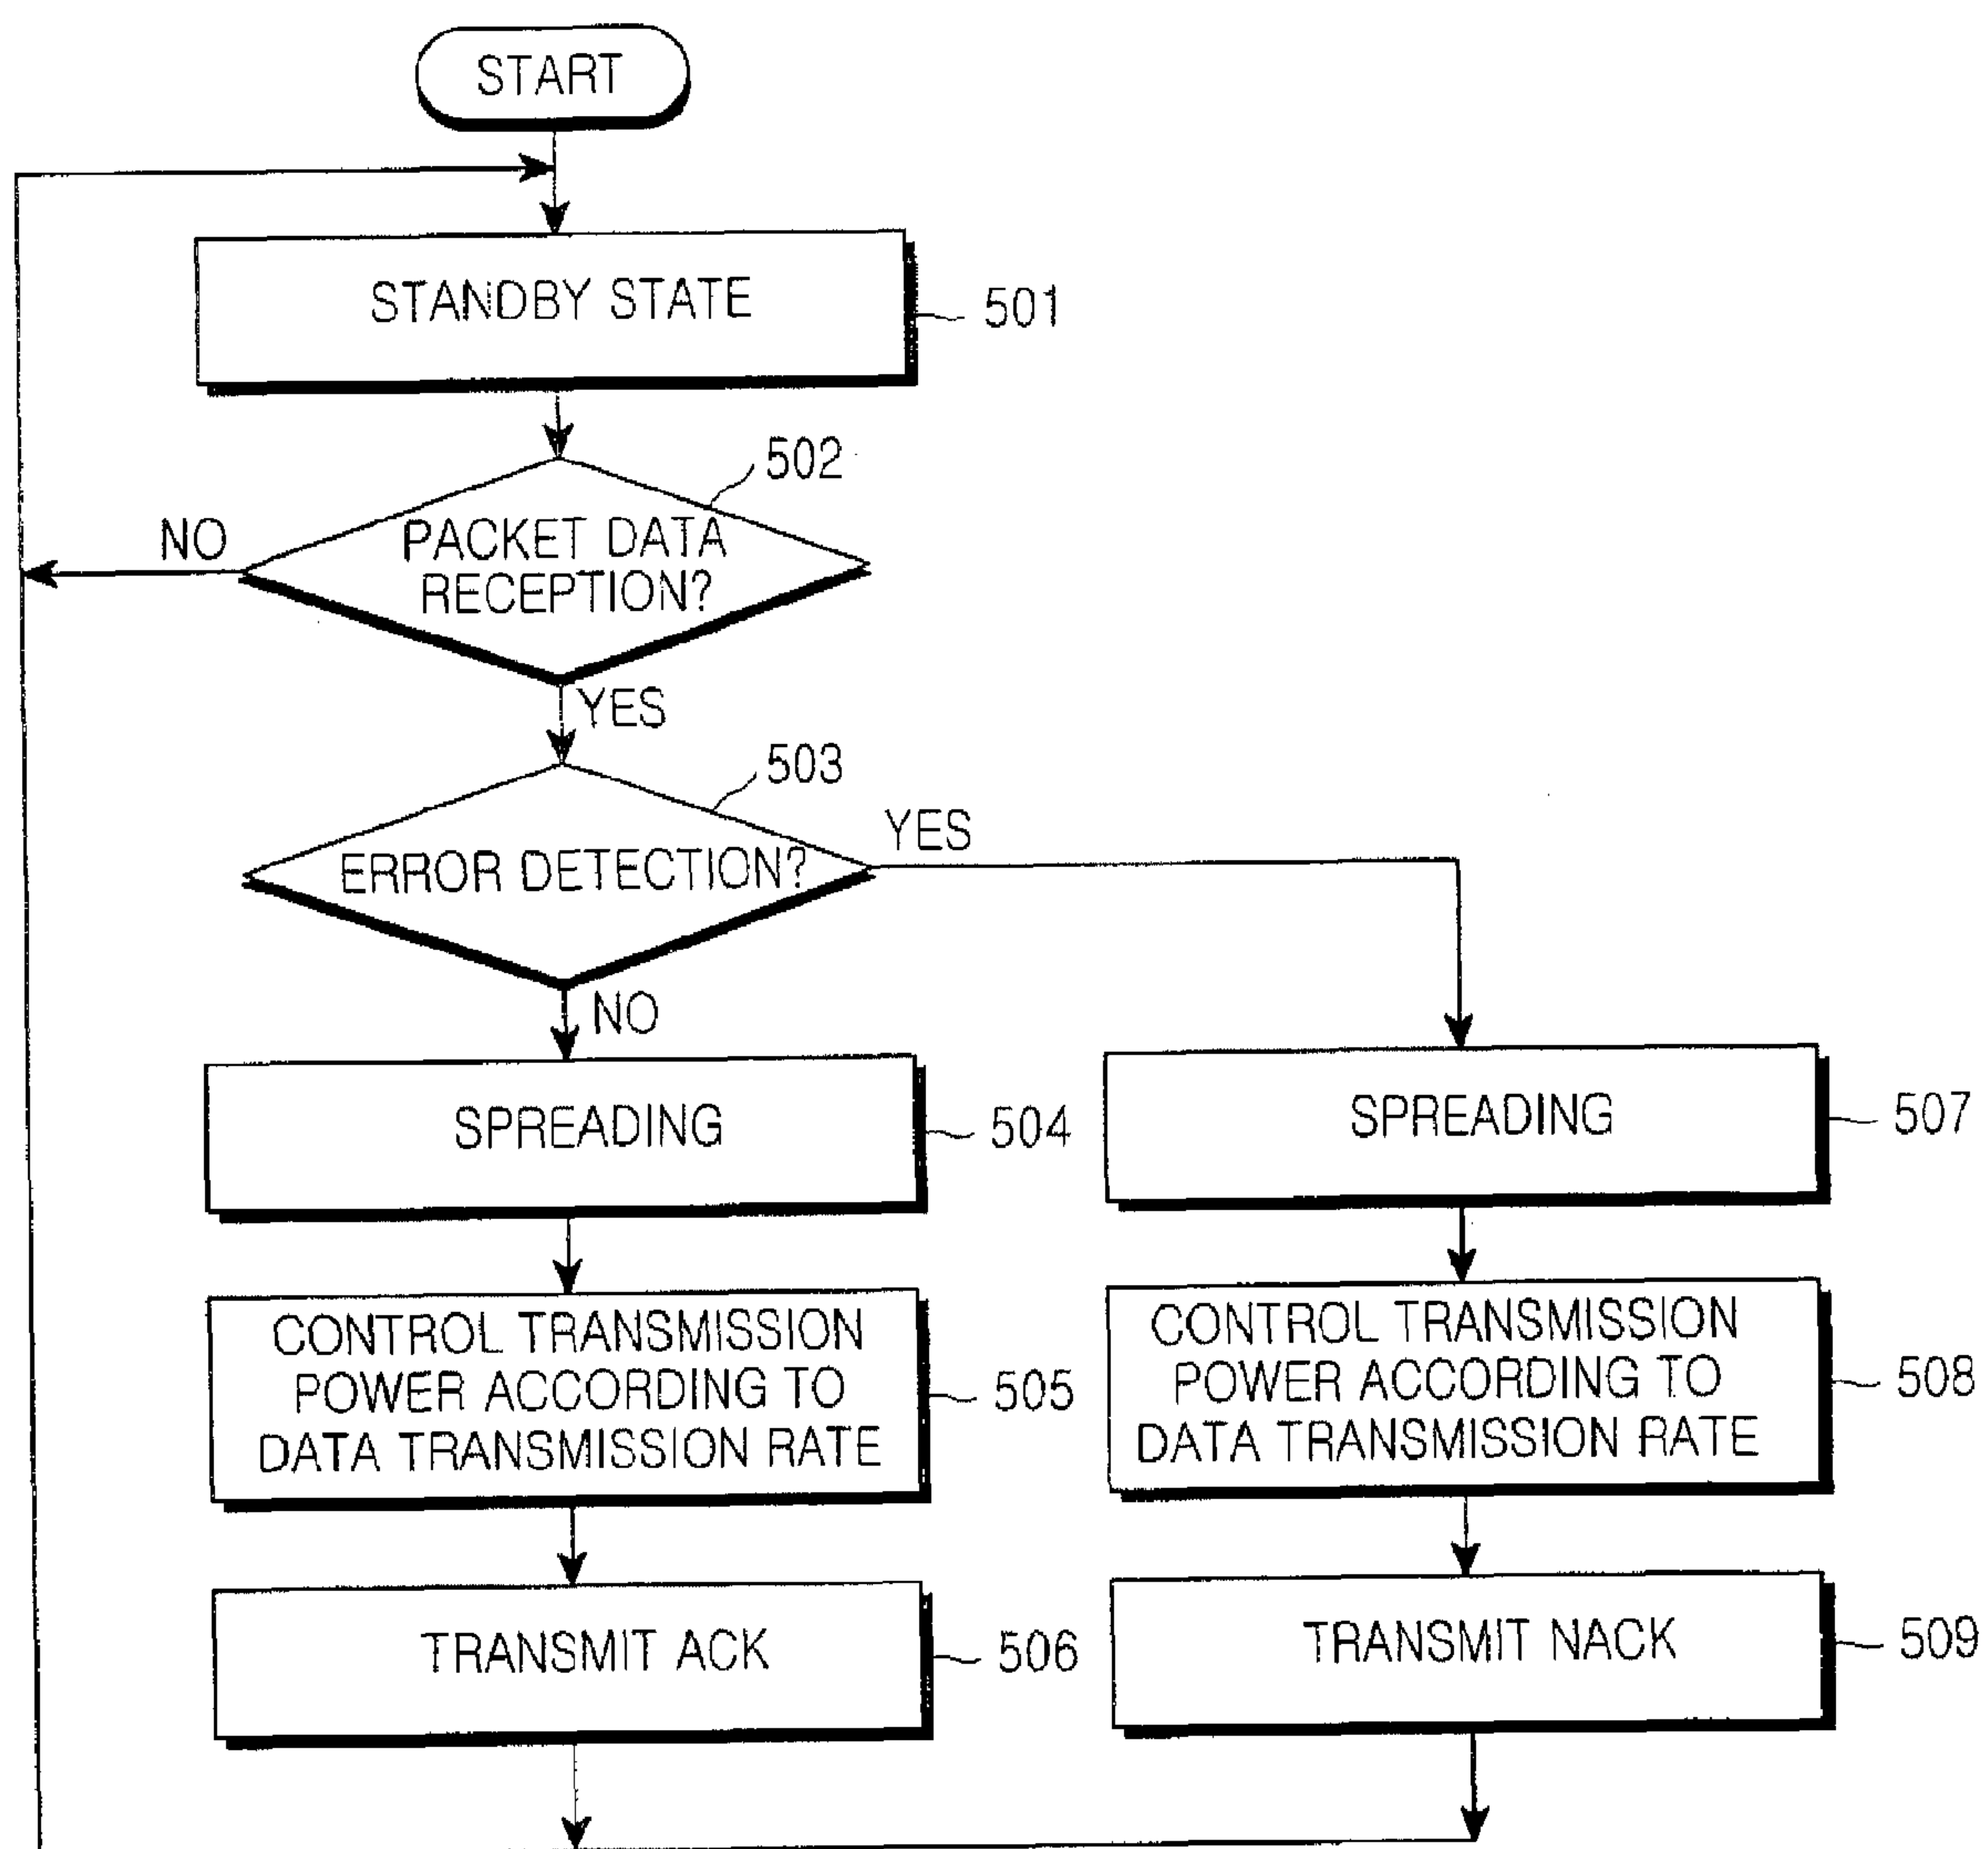 START
STANDBY STATE
501
502
PACKET DATA
RECEPTION?
NO
YES
503
ERROR DETECTION?
YES
NO
SPREADING
504
SPREADING
507
CONTROL TRANSMISSION
POWER ACCORDING TO
DATA TRANSMISSION RATE
505
CONTROL TRANSMISSION
POWER ACCORDING TO
DATA TRANSMISSION RATE
508
TRANSMIT ACK
506
TRANSMIT NACK
509